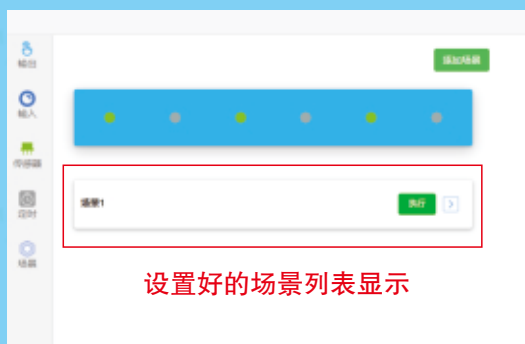 输出
添加场景
输入
传感器
场景1
执行
定时
场景
设置好的场景列表显示